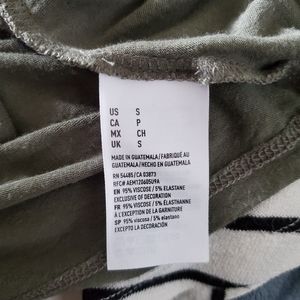 US S
CA P
MX CH
UK S
MADE IN GUATEMALA/FABRIQUÉ AU
GUATEMALA/HECHO EN GUATEMALA
RN 54485/CA 03873
RFC# AEM1206051U9A
EN 95% VISCOSE / 5% ELASTANE
EXCLUSIVE OF DECORATION
FR 95% VISCOSE / 5% ÉLASTHANNE
À L'EXCEPTION DE LA GARNITURE
SP 95% viscosa / 5% elastano
EXCEPTO LA DECORACIÓN